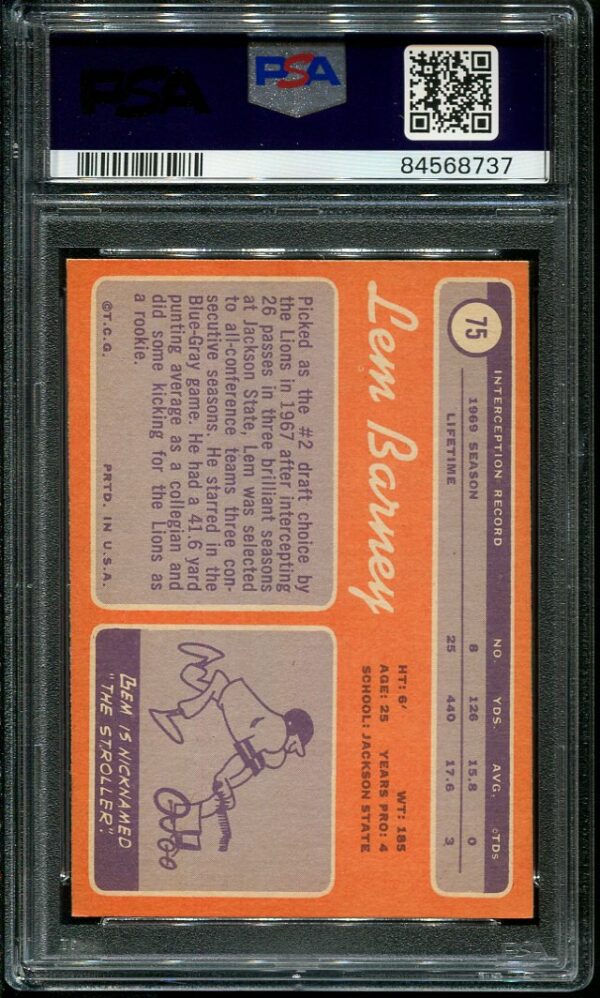 PSA
PSA
84568737
75
INTERCEPTION RECORD NO. YDS. AVG. TDs
1969 SEASON 8 126 15.8 0
LIFETIME 25 440 17.6 3
Lem Barney
HT: 6' WT: 185
AGE: 25 YEARS PRO: 4
SCHOOL: JACKSON STATE
Picked as the #2 draft choice by
the Lions in 1967 after intercepting
26 passes in three brilliant seasons
at Jackson State, Lem was selected
to all-conference teams three con-
secutive seasons. He starred in the
Blue-Gray game. He had a 41.6 yard
punting average as a collegian and
did some kicking for the Lions as
a rookie.
©T.C.G. PRTD. IN U.S.A.
LEM IS NICKNAMED
"THE STROLLER."